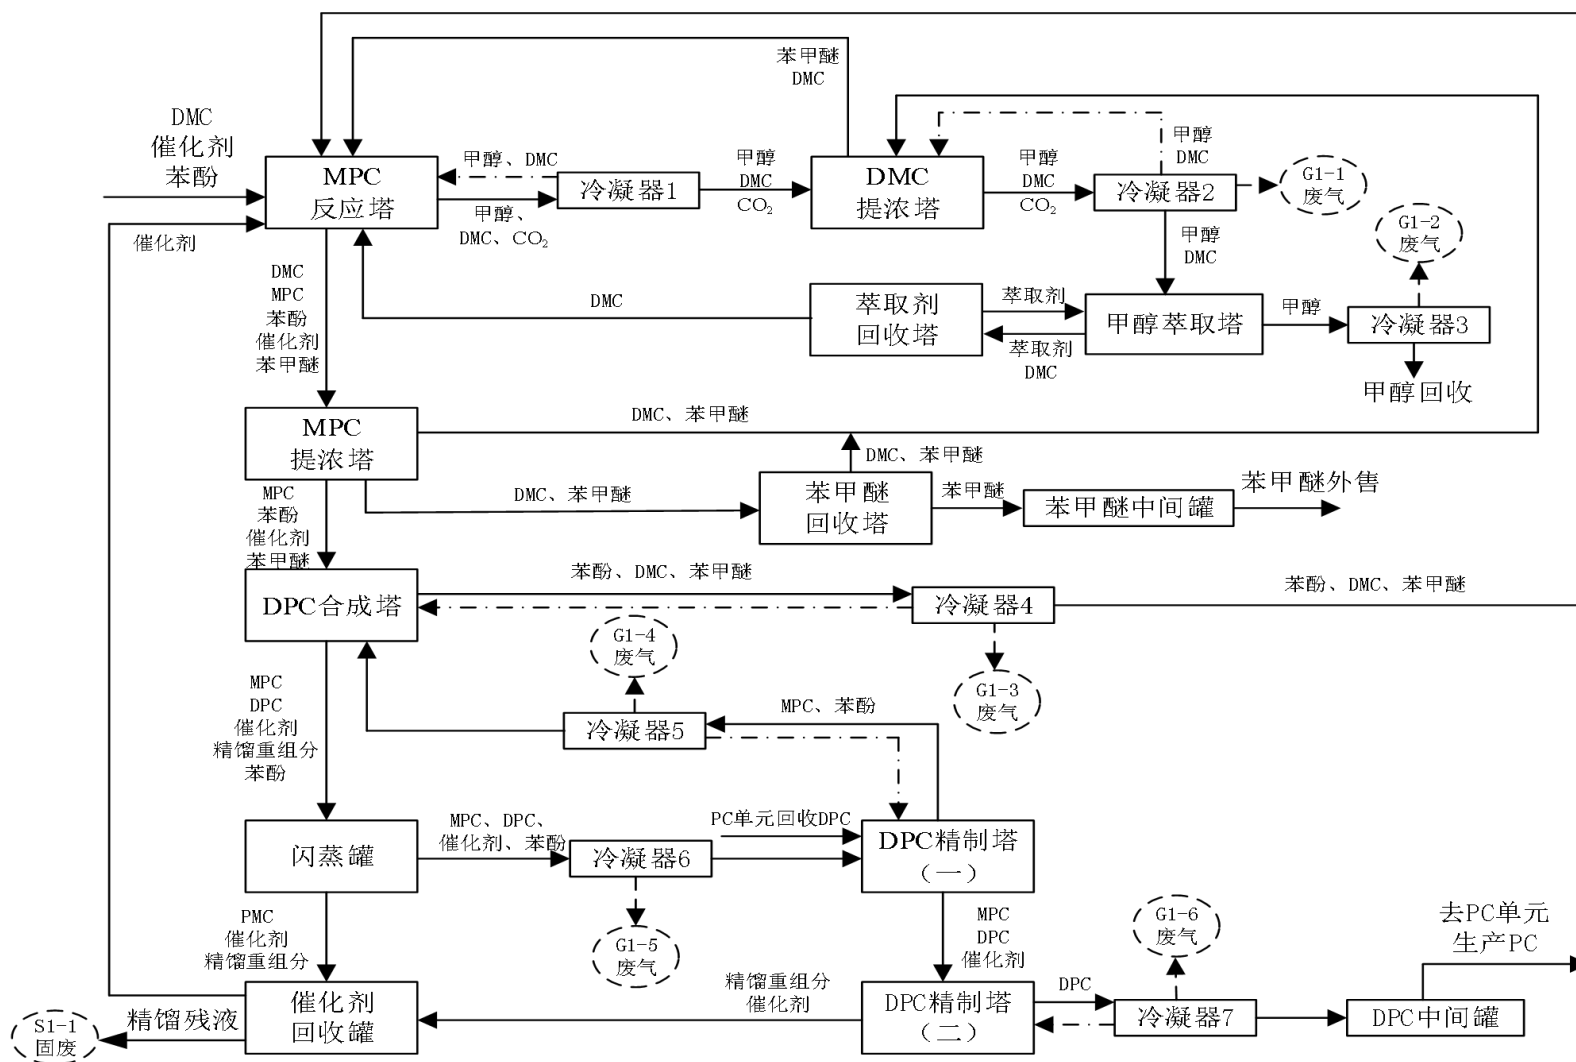 苯甲醚
DMC
DMC
催化剂
苯酚
MPC
反应塔
甲醇、DMC
甲醇、
DMC、CO₂
冷凝器1
甲醇
DMC
CO₂
DMC
提浓塔
甲醇
DMC
CO₂
甲醇
DMC
冷凝器2
G1-1
废气
催化剂
甲醇
DMC
G1-2
废气
DMC
MPC
苯酚
催化剂
苯甲醚
DMC
萃取剂
回收塔
萃取剂
萃取剂
DMC
甲醇萃取塔
甲醇
冷凝器3
甲醇回收
MPC
提浓塔
DMC、苯甲醚
DMC、苯甲醚
DMC、苯甲醚
苯甲醚
回收塔
苯甲醚
苯甲醚中间罐
苯甲醚外售
MPC
苯酚
催化剂
苯甲醚
DPC合成塔
苯酚、DMC、苯甲醚
冷凝器4
苯酚、DMC、苯甲醚
G1-4
废气
G1-3
废气
MPC
DPC
催化剂
精馏重组分
苯酚
冷凝器5
MPC、苯酚
闪蒸罐
MPC、DPC、
催化剂、苯酚
冷凝器6
PC单元回收DPC
DPC精制塔
（一）
G1-5
废气
PMC
催化剂
精馏重组分
MPC
DPC
催化剂
G1-6
废气
去PC单元
生产PC
催化剂
回收罐
精馏重组分
催化剂
DPC精制塔
（二）
DPC
冷凝器7
DPC中间罐
S1-1
固废
精馏残液